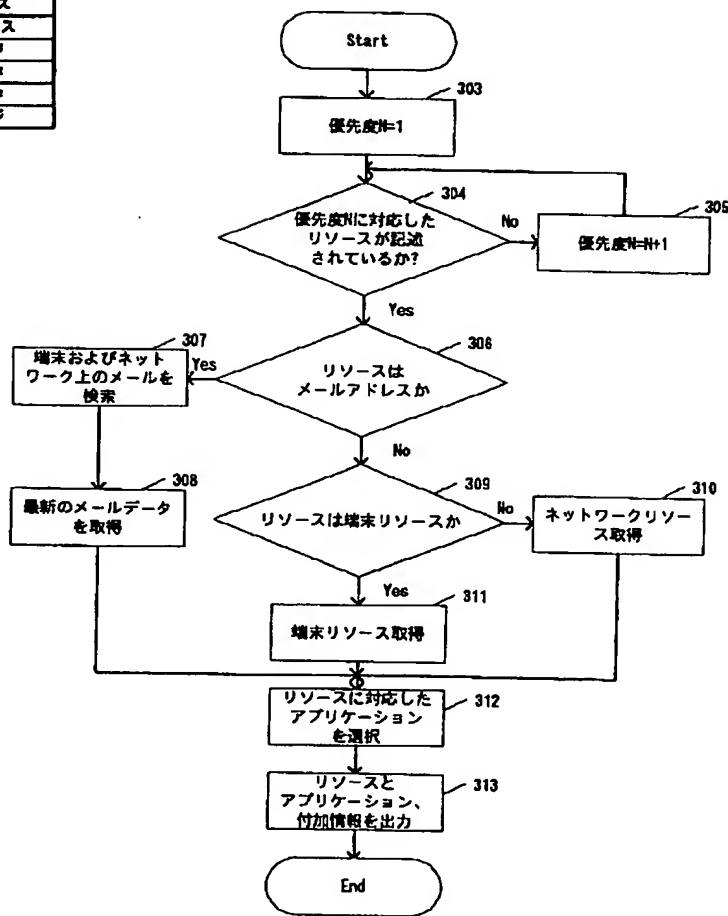 ス
ス
Start
303
優先度N=1
304
優先度Nに対応した
リソースが記述
されているか?
No
305
優先度N=N+1
Yes
307
端末およびネット
ワーク上のメールを
検索
Yes
306
リソースは
メールアドレスか
No
308
最新のメールデータ
を取得
309
リソースは端末リソースか
No
310
ネットワークリソー
ス取得
Yes
311
端末リソース取得
リソースに対応した
アプリケーション
を選択
312
リソースと
アプリケーション、
付加情報を出力
313
End